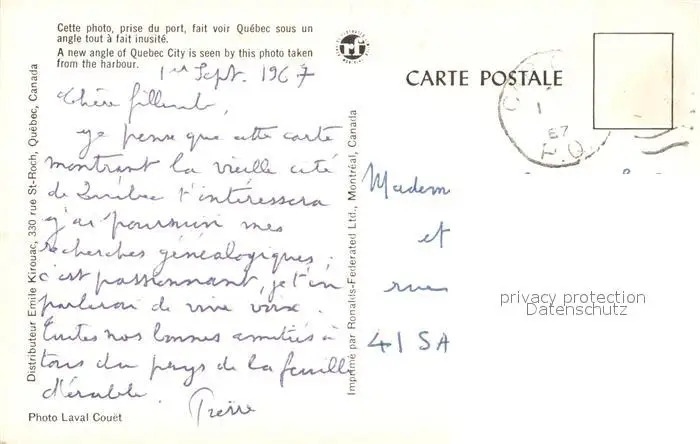 Cette photo, prise du port, fait voir Québec sous un
angle tout à fait inusité.
A new angle of Quebec City is seen by this photo taken
from the harbour.
CARTE POSTALE
1er Sept. 1967
Chère
je pense que cette carte
montrant la vieille cité
de Québec t'intéressera
j'ai poursuivi mes
recherches généalogiques;
c'est passionnant, je t'en
parlerai de vive voix.
Toutes nos bonnes amitiés à
tous du pays de la feuille
d'érable.
Pierre
Photo Laval Couët
Distributeur Emile Kirouac, 330 rue St-Roch, Québec, Canada
Imprimé par Ronalds-Federated Ltd., Montréal, Canada
Madem
et
rue
41 SA
67
P.Q.
privacy protection
Datenschutz